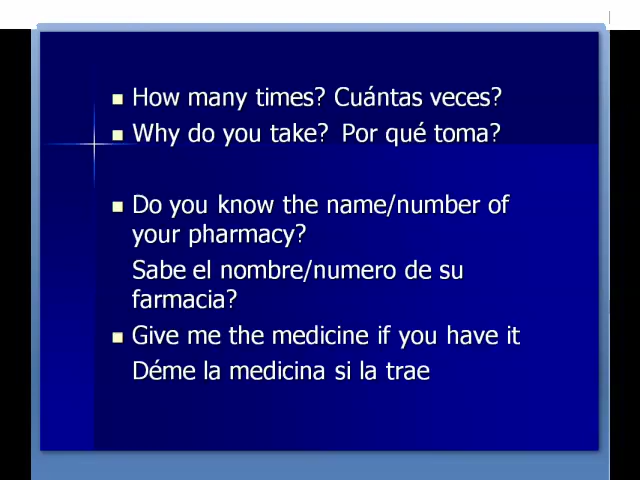 How many times? Cuántas veces?
Why do you take? Por qué toma?
Do you know the name/number of
your pharmacy?
Sabe el nombre/numero de su
farmacia?
Give me the medicine if you have it
Déme la medicina si la trae